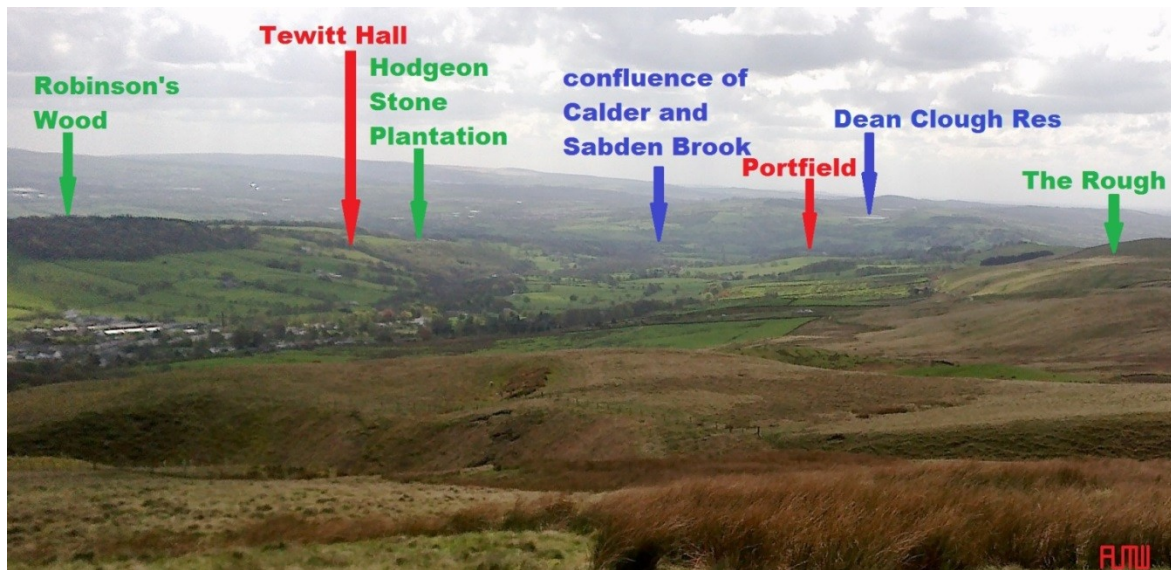 Robinson's
Wood
Tewitt Hall
Hodgeon
Stone
Plantation
confluence of
Calder and
Sabden Brook
Portfield
Dean Clough Res
The Rough
AJMW